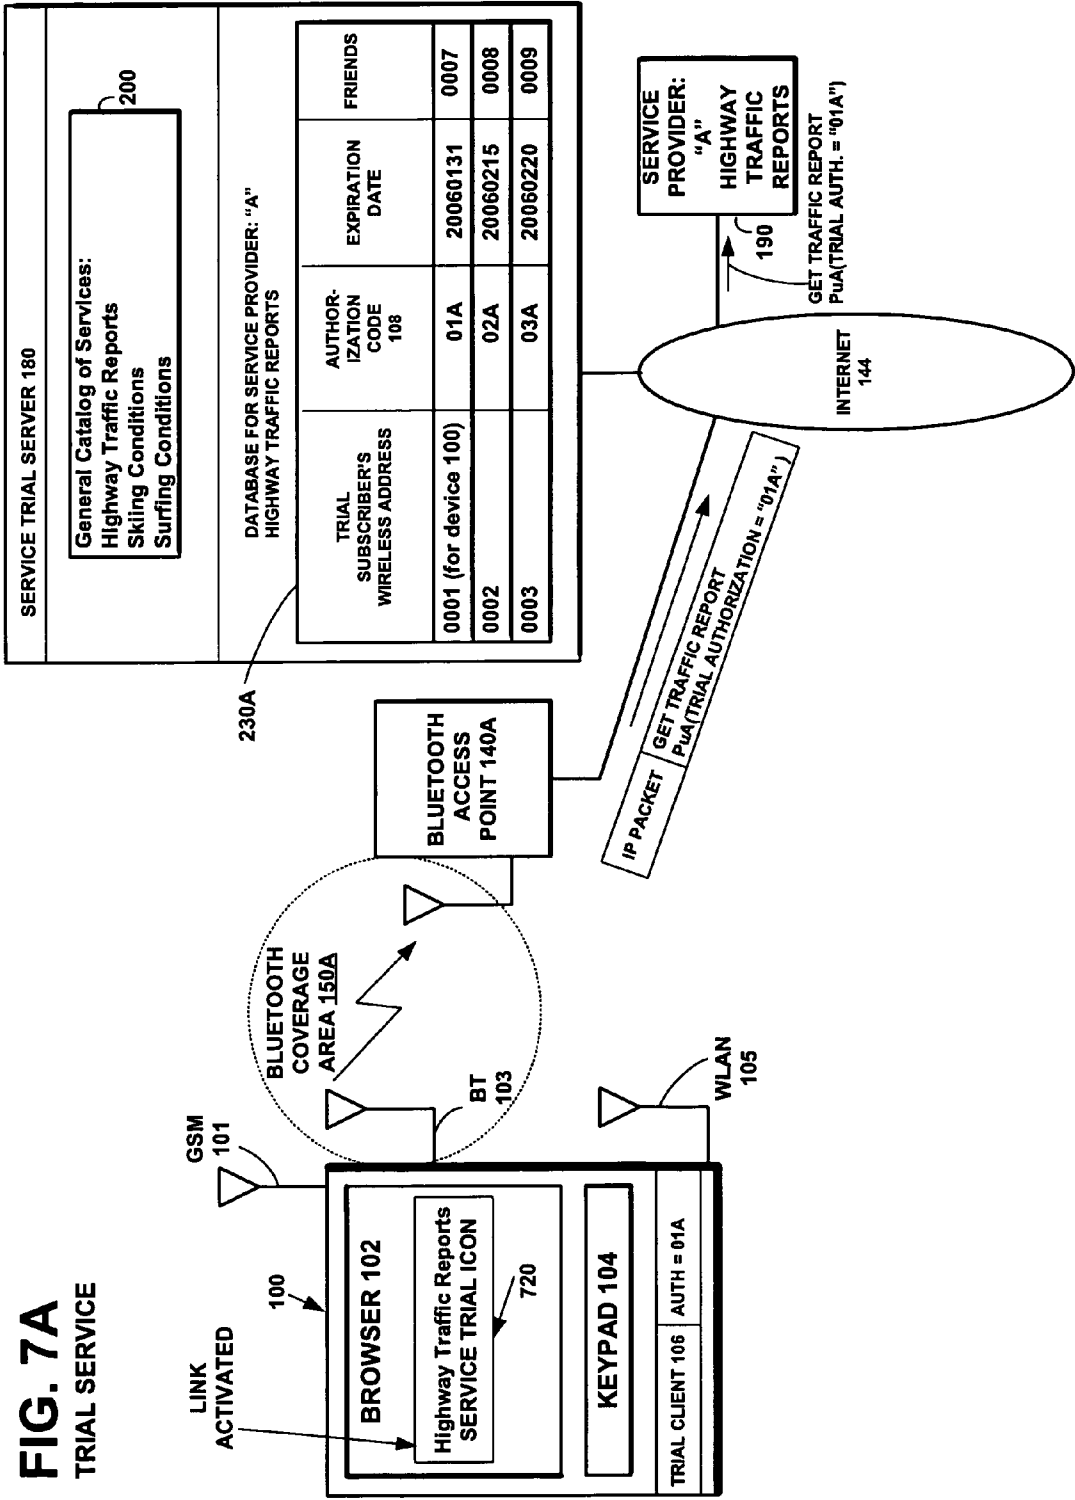 FIG. 7A
TRIAL SERVICE
LINK
ACTIVATED
100
GSM
101
BROWSER 102
Highway Traffic Reports
SERVICE TRIAL ICON
720
KEYPAD 104
TRIAL CLIENT 106
AUTH = 01A
BT
103
WLAN
105
BLUETOOTH
COVERAGE
AREA 150A
BLUETOOTH
ACCESS
POINT 140A
IP PACKET
GET TRAFFIC REPORT
PuA(TRIAL AUTHORIZATION = "01A" )
SERVICE TRIAL SERVER 180
200
General Catalog of Services:
Highway Traffic Reports
Skiing Conditions
Surfing Conditions
DATABASE FOR SERVICE PROVIDER: "A"
HIGHWAY TRAFFIC REPORTS
230A
TRIAL
SUBSCRIBER'S
WIRELESS ADDRESS
AUTHOR-
IZATION
CODE
108
EXPIRATION
DATE
FRIENDS
0001 (for device 100) 01A 20060131 0007
0002 02A 20060215 0008
0003 03A 20060220 0009
INTERNET
144
SERVICE
PROVIDER:
"A"
HIGHWAY
TRAFFIC
REPORTS
190
GET TRAFFIC REPORT
PuA(TRIAL AUTH. = "01A")